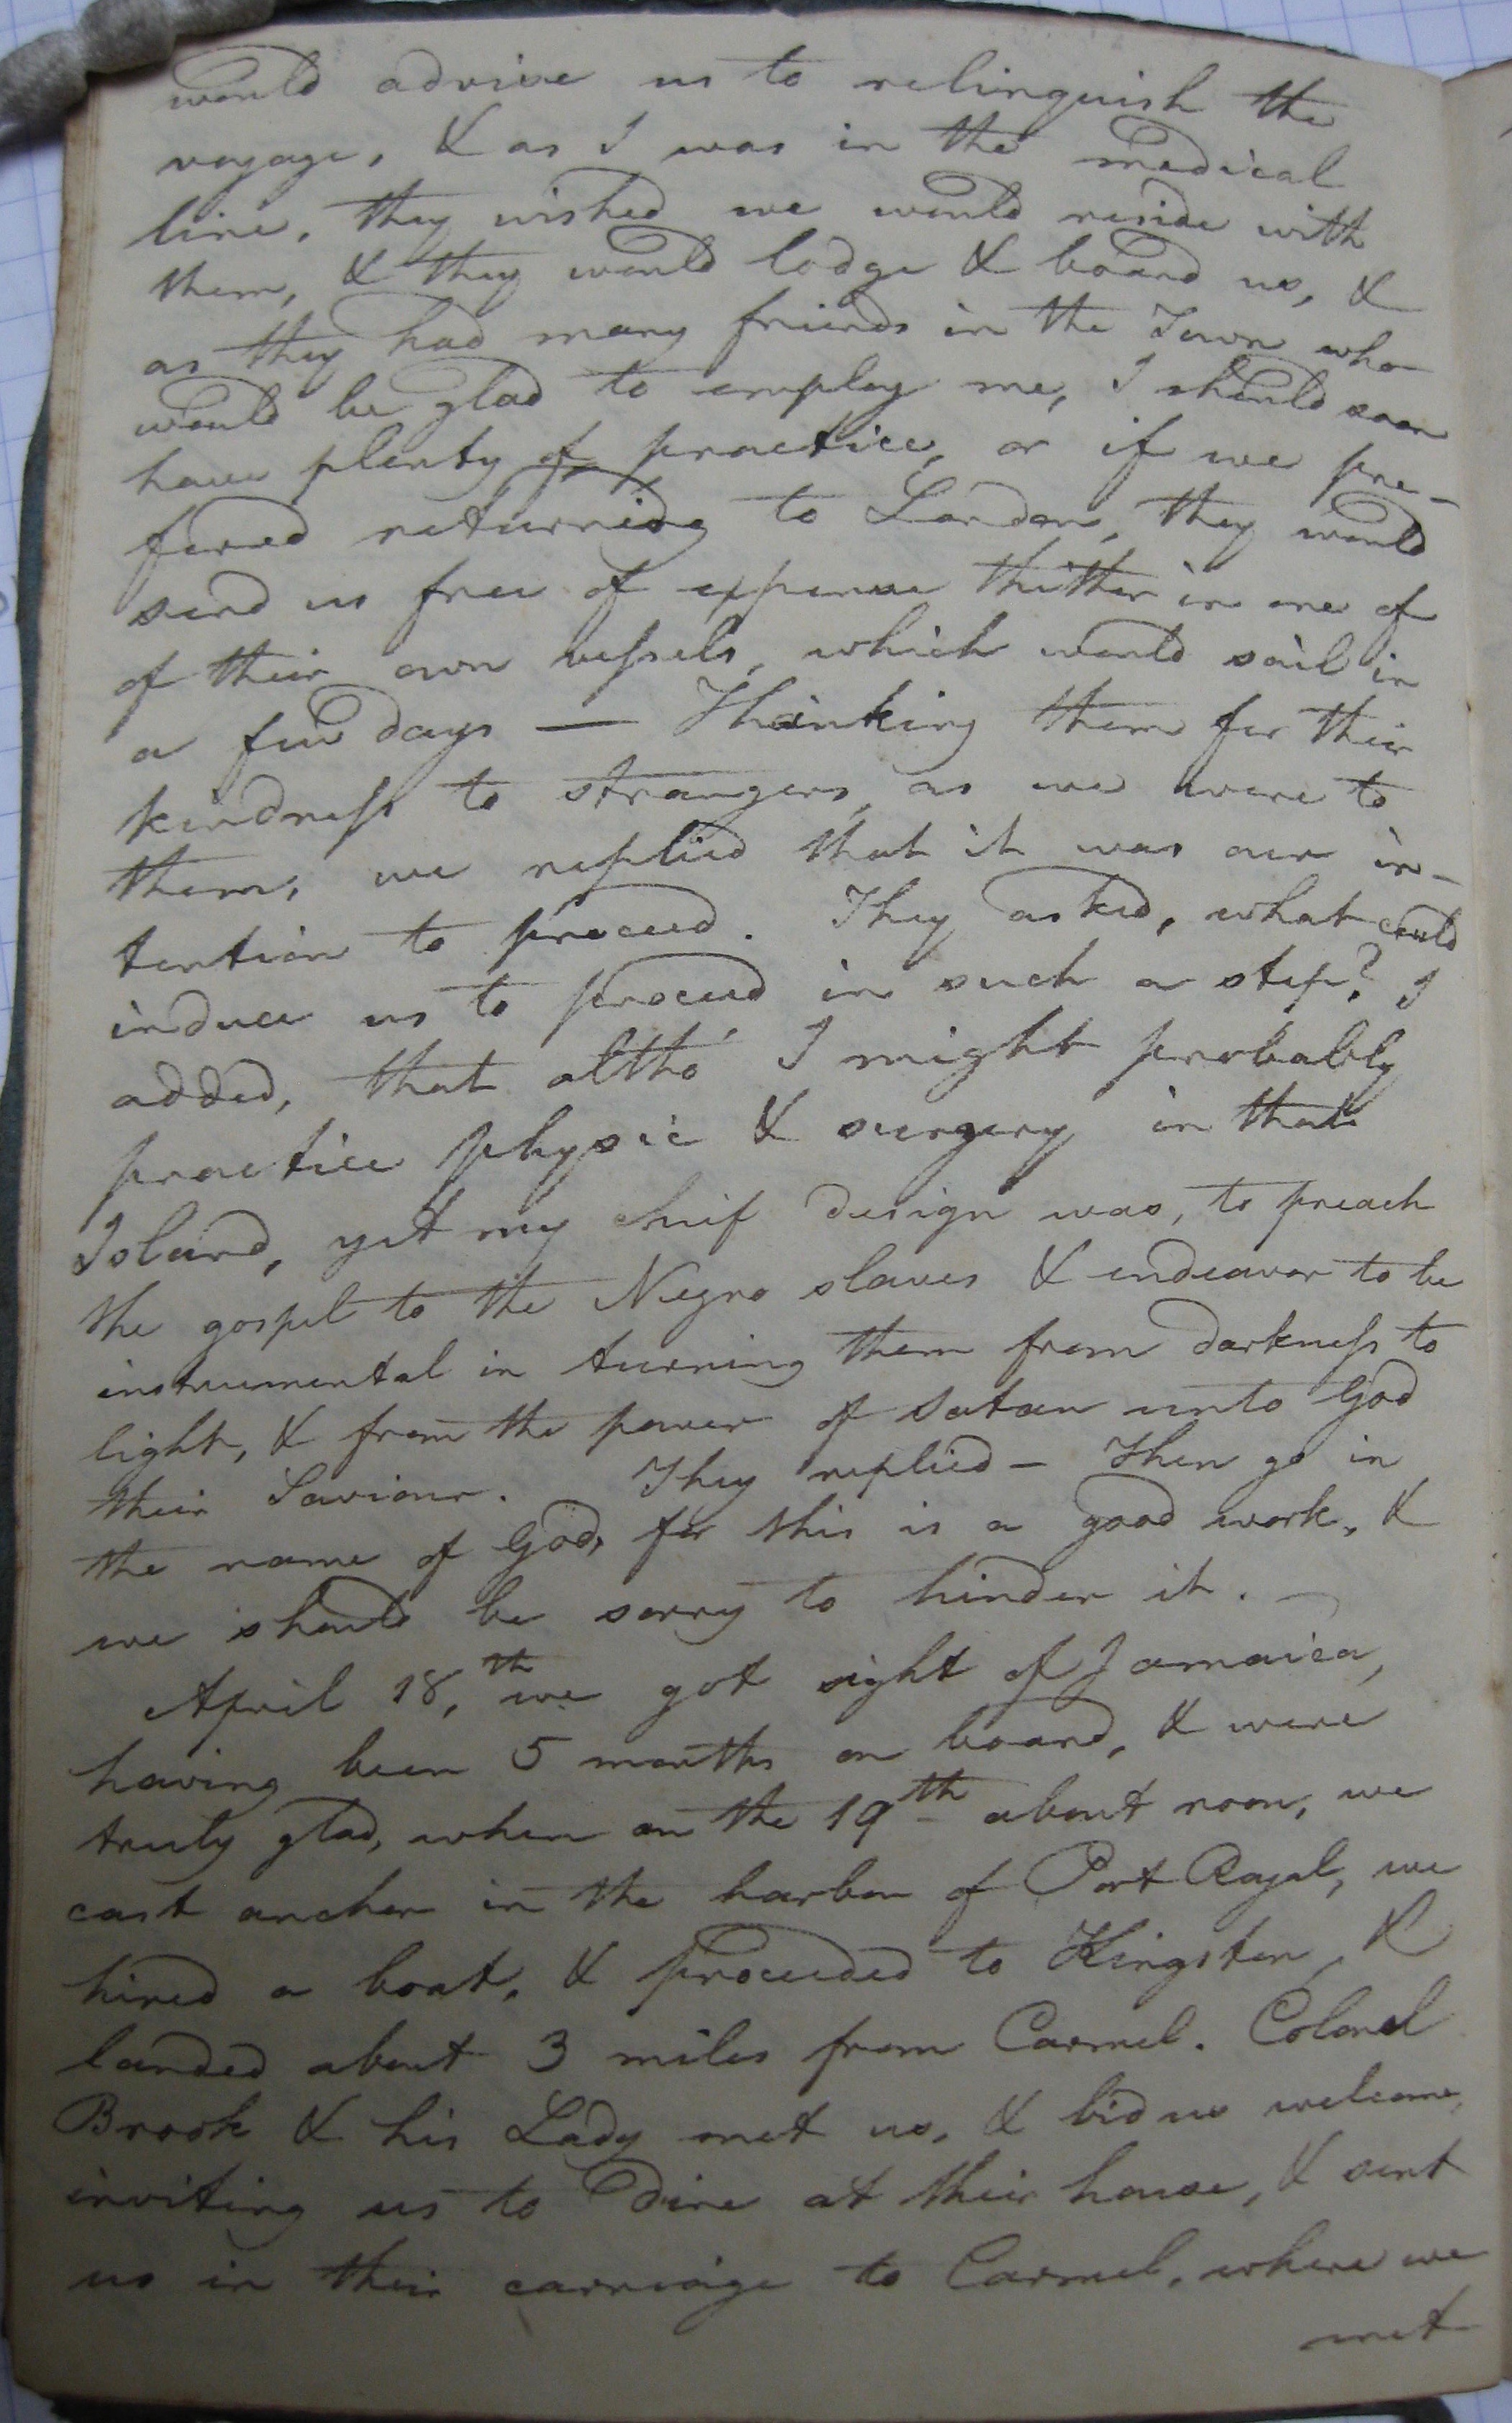 would advise us to relinquish the
voyage, & as I was in the medical
line, they wished we would reside with
them, & they would lodge & board us, &
as they had many friends in the Town who
would be glad to employ me, I should soon
have plenty of practice, or if we pre-
fered returning to London, they would
send us free of expense thither in one of
of their own vessels, which would sail in
a few days — Thanking them for their
kindness to strangers, as we were to
them, we replied that it was our in-
tention to proceed. They asked, what could
induce us to proceed in such a step? I
added, that altho' I might probably
practice physic & surgery in that
Island, yet my chief design was, to preach
the gospel to the Negro slaves & endeavor to be
instrumental in turning them from darkness to
light, & from the power of Satan unto God
their Saviour. They replied – Then go in
the name of God, for this is a good work, &
we should be sorry to hinder it. —
April 18,th we got sight of Jamaica,
having been 5 months on board, & were
truly glad, when on the 19th about noon, we
cast anchor in the harbor of Port Royal, we
hired a boat, & proceeded to Kingston, &
landed about 3 miles from Carmel. Colonel
Brook & his Lady met us, & bid us welcome,
inviting us to dine at their house, & sent
us in their carriage to Carmel, where we
met